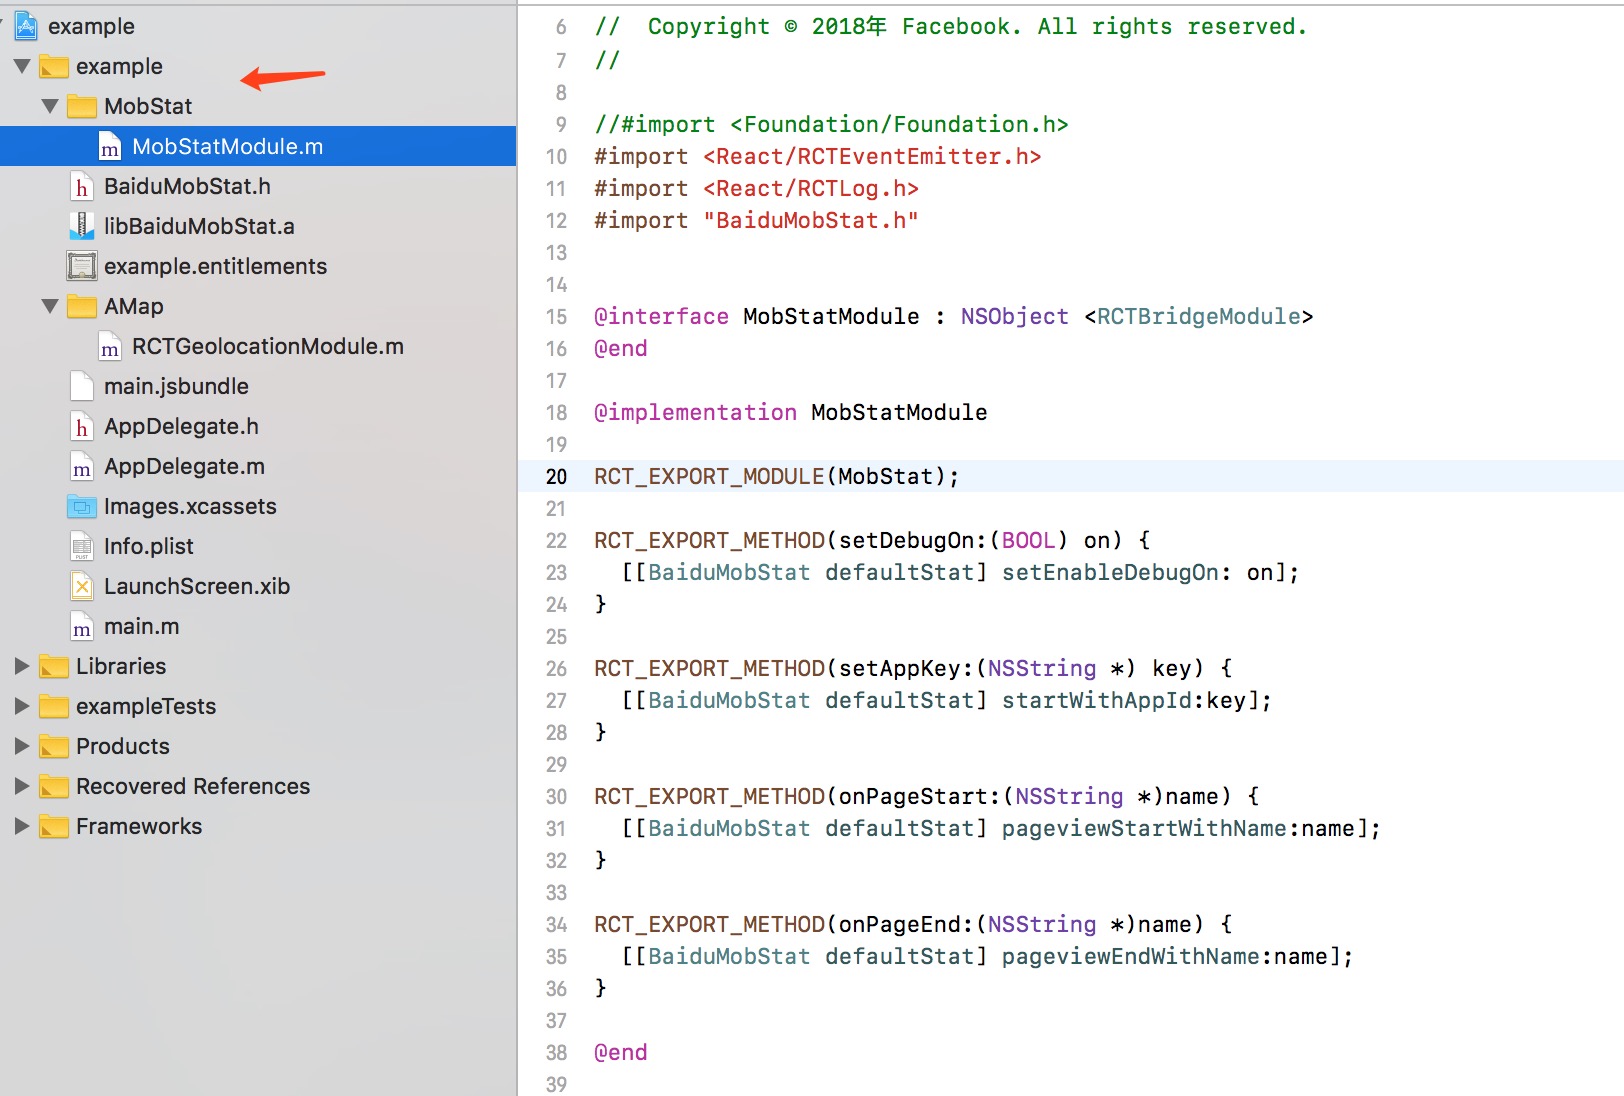 example
example
MobStat
MobStatModule.m
BaiduMobStat.h
libBaiduMobStat.a
example.entitlements
AMap
RCTGeolocationModule.m
main.jsbundle
AppDelegate.h
AppDelegate.m
Images.xcassets
Info.plist
LaunchScreen.xib
main.m
Libraries
exampleTests
Products
Recovered References
Frameworks
6 //  Copyright © 2018年 Facebook. All rights reserved.
7 //
8
9 //#import <Foundation/Foundation.h>
10 #import <React/RCTEventEmitter.h>
11 #import <React/RCTLog.h>
12 #import "BaiduMobStat.h"
13
14
15 @interface MobStatModule : NSObject <RCTBridgeModule>
16 @end
17
18 @implementation MobStatModule
19
20 RCT_EXPORT_MODULE(MobStat);
21
22 RCT_EXPORT_METHOD(setDebugOn:(BOOL) on) {
23   [[BaiduMobStat defaultStat] setEnableDebugOn: on];
24 }
25
26 RCT_EXPORT_METHOD(setAppKey:(NSString *) key) {
27   [[BaiduMobStat defaultStat] startWithAppId:key];
28 }
29
30 RCT_EXPORT_METHOD(onPageStart:(NSString *)name) {
31   [[BaiduMobStat defaultStat] pageviewStartWithName:name];
32 }
33
34 RCT_EXPORT_METHOD(onPageEnd:(NSString *)name) {
35   [[BaiduMobStat defaultStat] pageviewEndWithName:name];
36 }
37
38 @end
39